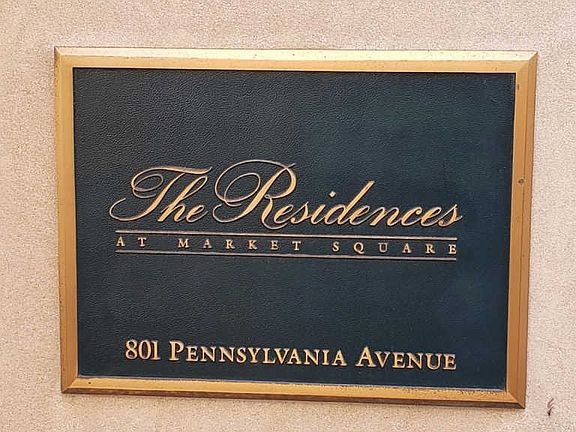 The Residences
AT MARKET SQUARE
801 PENNSYLVANIA AVENUE